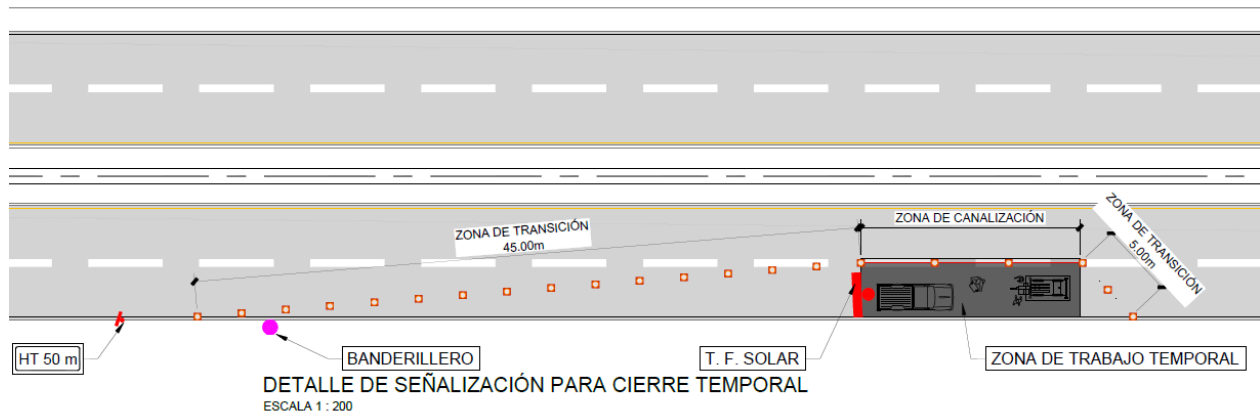 ZONA DE TRANSICIÓN
45.00m
ZONA DE CANALIZACIÓN
ZONA DE TRANSICIÓN
5.00m
HT 50 m
BANDERILLERO
T. F. SOLAR
ZONA DE TRABAJO TEMPORAL
DETALLE DE SEÑALIZACIÓN PARA CIERRE TEMPORAL
ESCALA 1 : 200